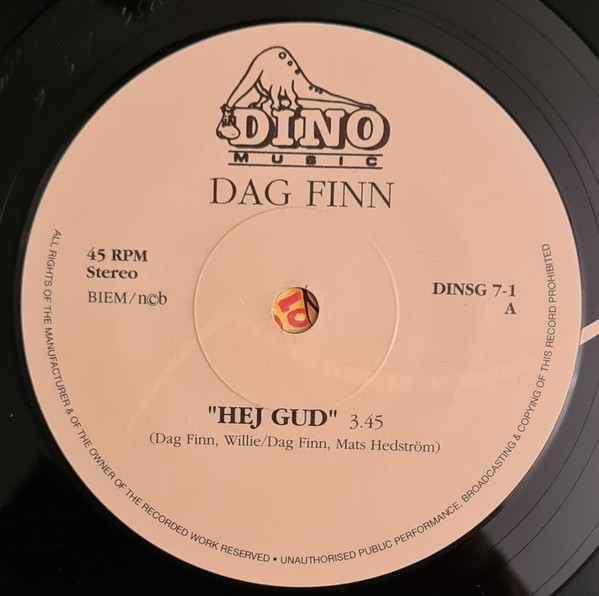 DINO
MUSIC
DAG FINN
45 RPM
Stereo
BIEM/n©b
DINSG 7-1
A
"HEJ GUD" 3.45
(Dag Finn, Willie/Dag Finn, Mats Hedström)
ALL RIGHTS OF THE MANUFACTURER & OF THE OWNER OF THE RECORDED WORK RESERVED • UNAUTHORISED PUBLIC PERFORMANCE, BROADCASTING & COPYING OF THIS RECORD PROHIBITED